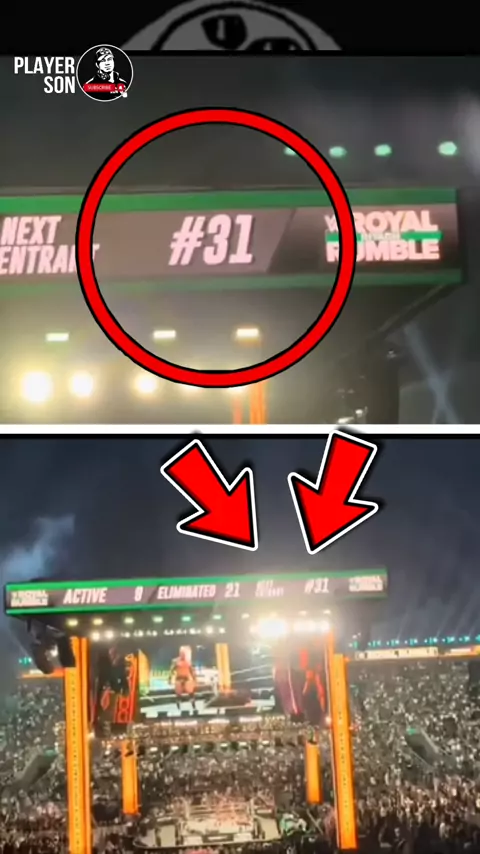 PLAYER
SON
SUBSCRIBE
NEXT
ENTRANT
#31
ROYAL
RUMBLE
ROYAL
RUMBLE
ACTIVE 9 ELIMINATED 21 NEXT
ENTRANT #31
ROYAL
RUMBLE